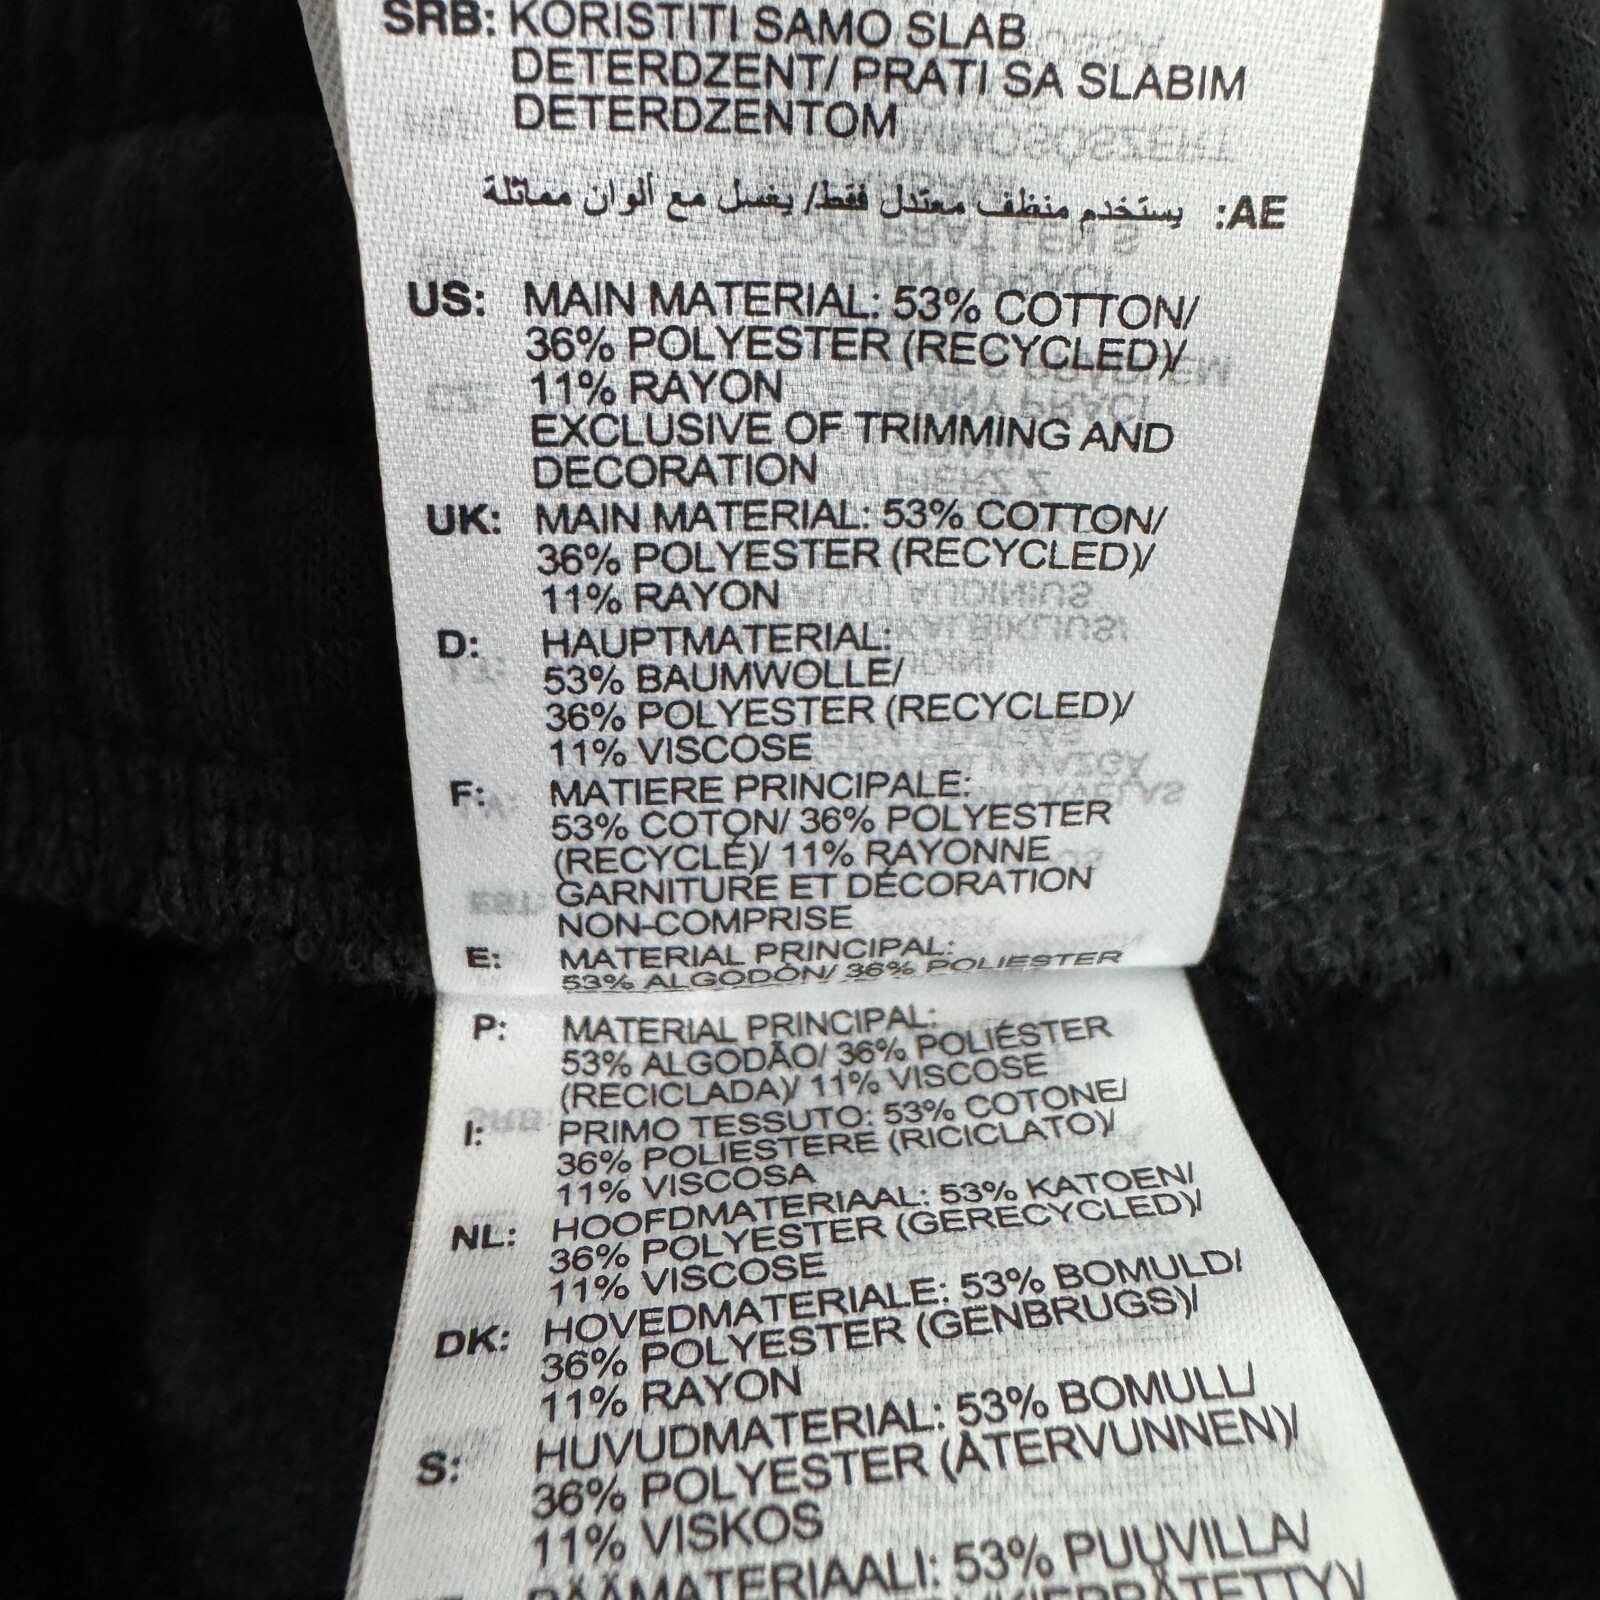 SRB: KORISTITI SAMO SLAB
DETERDZENT/ PRATI SA SLABIM
DETERDZENTOM
AE: يستخدم منظف معتدل فقط/ يغسل مع ألوان مماثلة
US: MAIN MATERIAL: 53% COTTON/
36% POLYESTER (RECYCLED)/
11% RAYON
EXCLUSIVE OF TRIMMING AND
DECORATION
UK: MAIN MATERIAL: 53% COTTON/
36% POLYESTER (RECYCLED)/
11% RAYON
D: HAUPTMATERIAL:
53% BAUMWOLLE/
36% POLYESTER (RECYCLED)/
11% VISCOSE
F: MATIERE PRINCIPALE:
53% COTON/ 36% POLYESTER
(RECYCLÉ)/ 11% RAYONNE
GARNITURE ET DÉCORATION
NON-COMPRISE
E: MATERIAL PRINCIPAL:
53% ALGODÓN/ 36% POLIESTER
P: MATERIAL PRINCIPAL:
53% ALGODÃO/ 36% POLIÉSTER
(RECICLADA)/ 11% VISCOSE
I: PRIMO TESSUTO: 53% COTONE/
36% POLIESTERE (RICICLATO)/
11% VISCOSA
NL: HOOFDMATERIAAL: 53% KATOEN/
36% POLYESTER (GERECYCLED)/
11% VISCOSE
DK: HOVEDMATERIALE: 53% BOMULD/
36% POLYESTER (GENBRUGS)/
11% RAYON
S: HUVUDMATERIAL: 53% BOMULL/
36% POLYESTER (ÅTERVUNNEN)/
11% VISKOS
PÄÄMATERIAALI: 53% PUUVILLA/